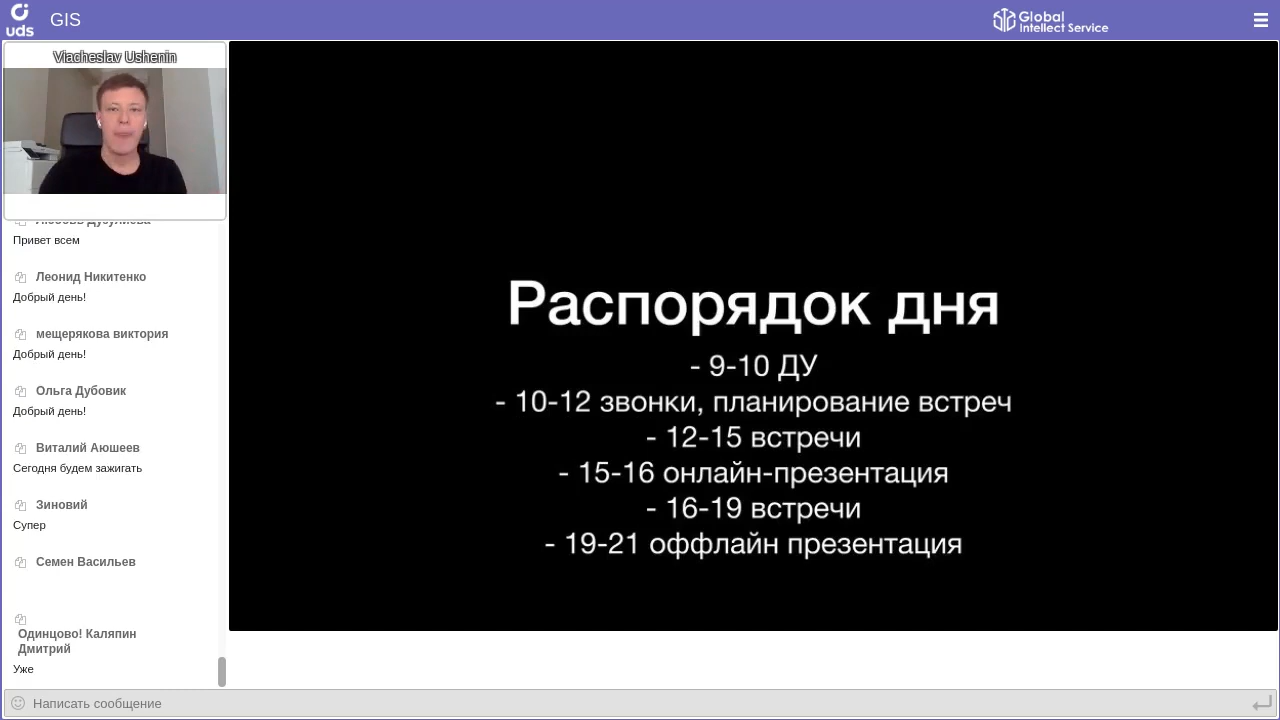 uds
GIS
Global
Intellect Service
Viacheslav Ushenin
Привет всем
Леонид Никитенко
Добрый день!
мещерякова виктория
Добрый день!
Ольга Дубовик
Добрый день!
Виталий Аюшеев
Сегодня будем зажигать
Зиновий
Супер
Семен Васильев
Одинцово! Каляпин
Дмитрий
Уже
Распорядок дня
- 9-10 ДУ
- 10-12 звонки, планирование встреч
- 12-15 встречи
- 15-16 онлайн-презентация
- 16-19 встречи
- 19-21 оффлайн презентация
Написать сообщение